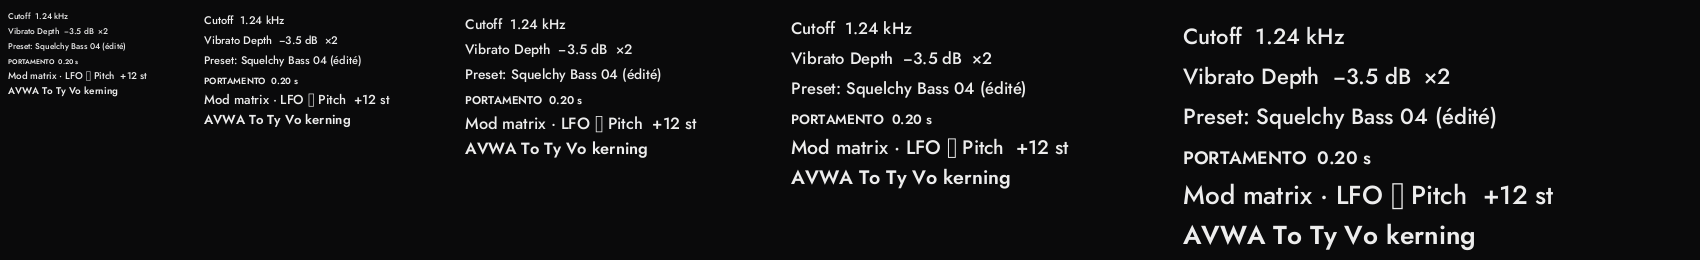 Cutoff 1.24 kHz
Vibrato Depth −3.5 dB ×2
Preset: Squelchy Bass 04 (édité)
PORTAMENTO 0.20 s
Mod matrix · LFO ▯ Pitch +12 st
AVWA To Ty Vo kerning
Cutoff 1.24 kHz
Vibrato Depth −3.5 dB ×2
Preset: Squelchy Bass 04 (édité)
PORTAMENTO 0.20 s
Mod matrix · LFO ▯ Pitch +12 st
AVWA To Ty Vo kerning
Cutoff 1.24 kHz
Vibrato Depth −3.5 dB ×2
Preset: Squelchy Bass 04 (édité)
PORTAMENTO 0.20 s
Mod matrix · LFO ▯ Pitch +12 st
AVWA To Ty Vo kerning
Cutoff 1.24 kHz
Vibrato Depth −3.5 dB ×2
Preset: Squelchy Bass 04 (édité)
PORTAMENTO 0.20 s
Mod matrix · LFO ▯ Pitch +12 st
AVWA To Ty Vo kerning
Cutoff 1.24 kHz
Vibrato Depth −3.5 dB ×2
Preset: Squelchy Bass 04 (édité)
PORTAMENTO 0.20 s
Mod matrix · LFO ▯ Pitch +12 st
AVWA To Ty Vo kerning